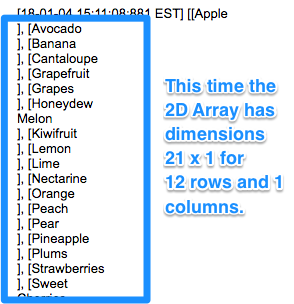 [18-01-04 15:11:08:881 EST] [[Apple
], [Avocado
], [Banana
], [Cantaloupe
], [Grapefruit
], [Grapes
], [Honeydew
Melon
], [Kiwifruit
], [Lemon
], [Lime
], [Nectarine
], [Orange
], [Peach
], [Pear
], [Pineapple
], [Plums
], [Strawberries
], [Sweet
Cherries
This time the
2D Array has
dimensions
21 x 1 for
12 rows and 1
columns.